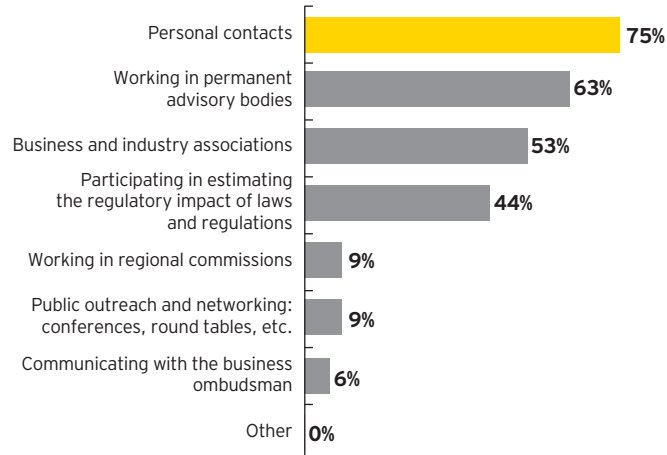 Personal contacts 75%
Working in permanent
advisory bodies 63%
Business and industry associations 53%
Participating in estimating
the regulatory impact of laws
and regulations 44%
Working in regional commissions 9%
Public outreach and networking:
conferences, round tables, etc. 9%
Communicating with the business
ombudsman 6%
Other 0%